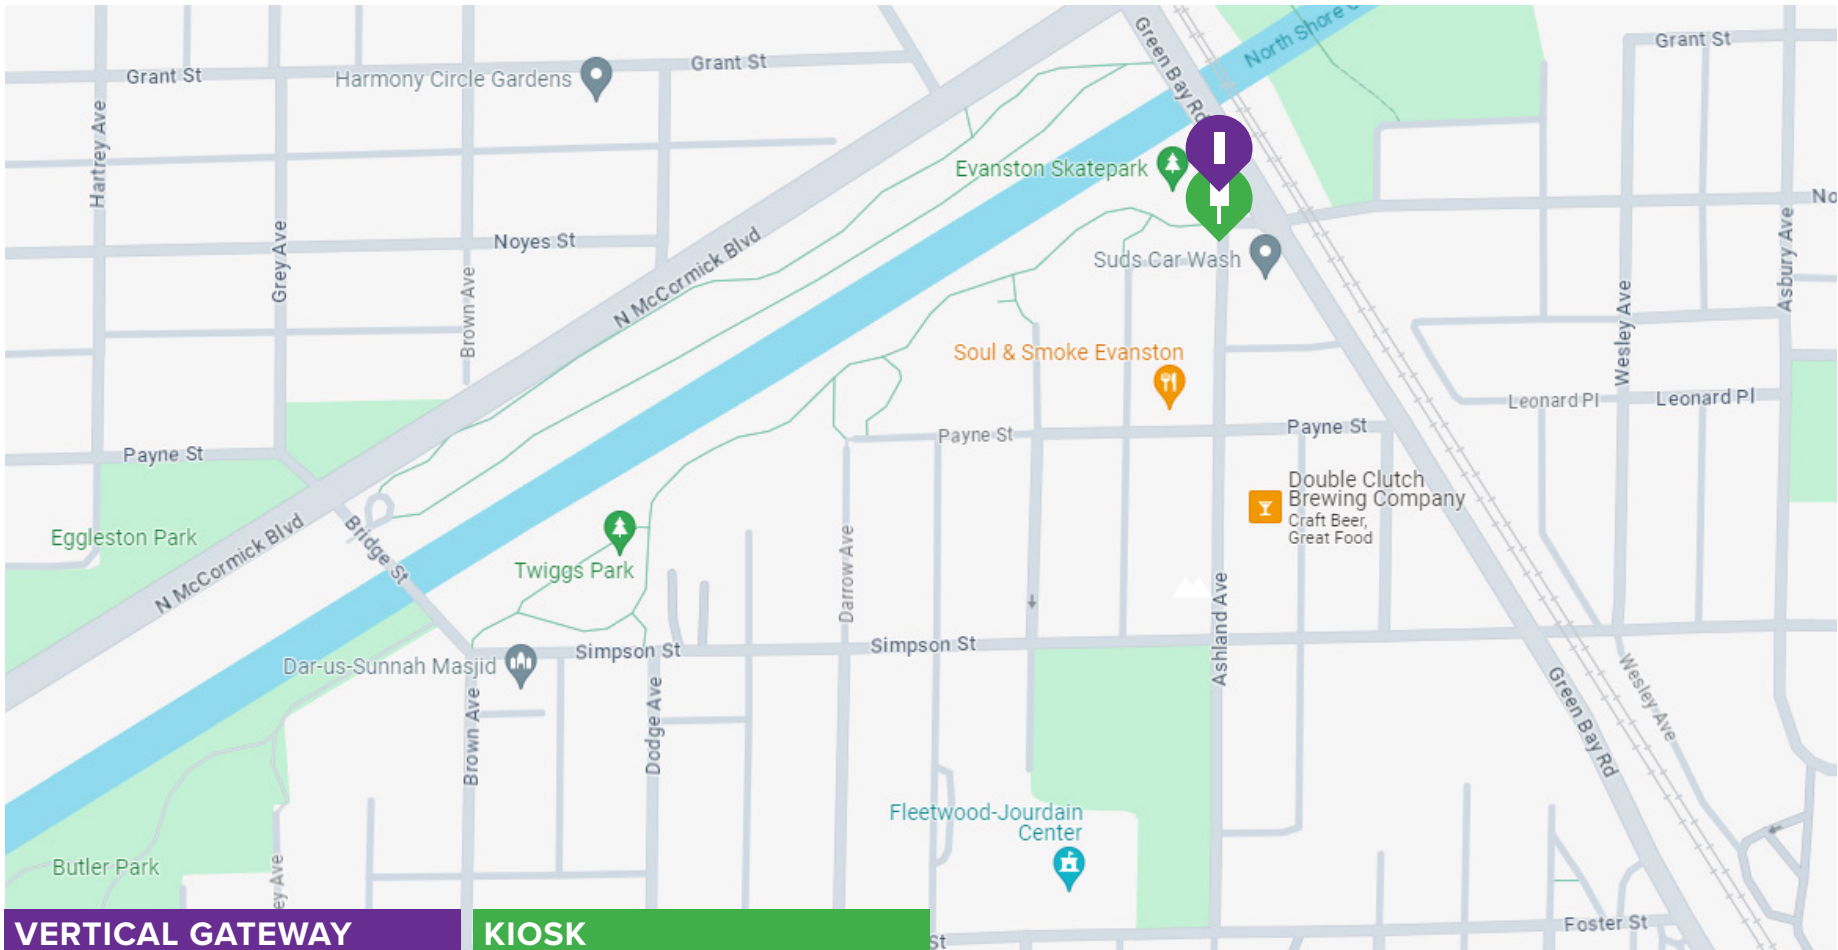 Green Bay Rd
North Shore C
Grant St
Grant St
Grant St
Harmony Circle Gardens
Hartrey Ave
Evanston Skatepark
No
Asbury Ave
Grey Ave
Noyes St
N McCormick Blvd
Suds Car Wash
Brown Ave
Wesley Ave
Soul & Smoke Evanston
Leonard Pl
Leonard Pl
Payne St
Payne St
Payne St
Double Clutch
Brewing Company
Craft Beer,
Great Food
Eggleston Park
N McCormick Blvd
Bridge St
Twiggs Park
Darrow Ave
Ashland Ave
Simpson St
Simpson St
Dar-us-Sunnah Masjid
Brown Ave
Dodge Ave
Green Bay Rd
Wesley Ave
Fleetwood-Jourdain
Center
Butler Park
ey Ave
Foster St
VERTICAL GATEWAY
KIOSK
St